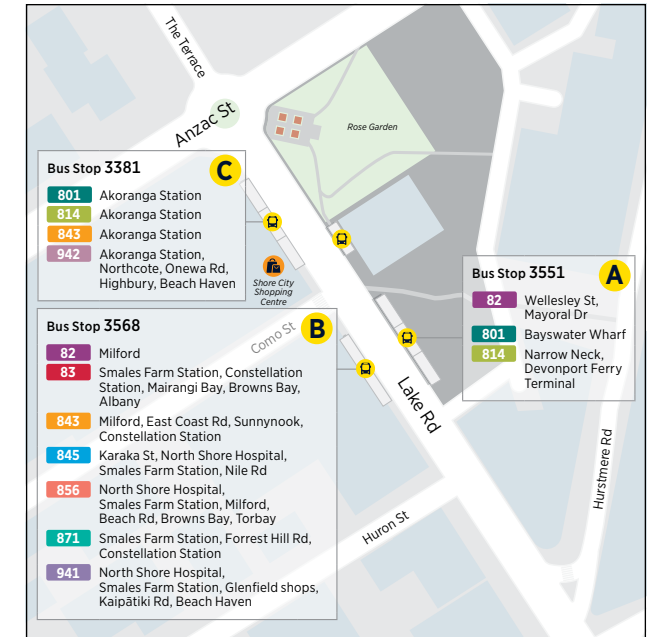 The Terrace
Anzac St
Rose Garden
Bus Stop 3381
C
801 Akoranga Station
814 Akoranga Station
843 Akoranga Station
942 Akoranga Station,
Northcote, Onewa Rd,
Highbury, Beach Haven
Shore City
Shopping
Centre
Bus Stop 3551
A
82 Wellesley St,
Mayoral Dr
801 Bayswater Wharf
814 Narrow Neck,
Devonport Ferry
Terminal
Como St
Bus Stop 3568
B
82 Milford
83 Smales Farm Station, Constellation
Station, Mairangi Bay, Browns Bay,
Albany
843 Milford, East Coast Rd, Sunnynook,
Constellation Station
845 Karaka St, North Shore Hospital,
Smales Farm Station, Nile Rd
856 North Shore Hospital,
Smales Farm Station, Milford,
Beach Rd, Browns Bay, Torbay
871 Smales Farm Station, Forrest Hill Rd,
Constellation Station
941 North Shore Hospital,
Smales Farm Station, Glenfield shops,
Kaipātiki Rd, Beach Haven
Lake Rd
Huron St
Hurstmere Rd